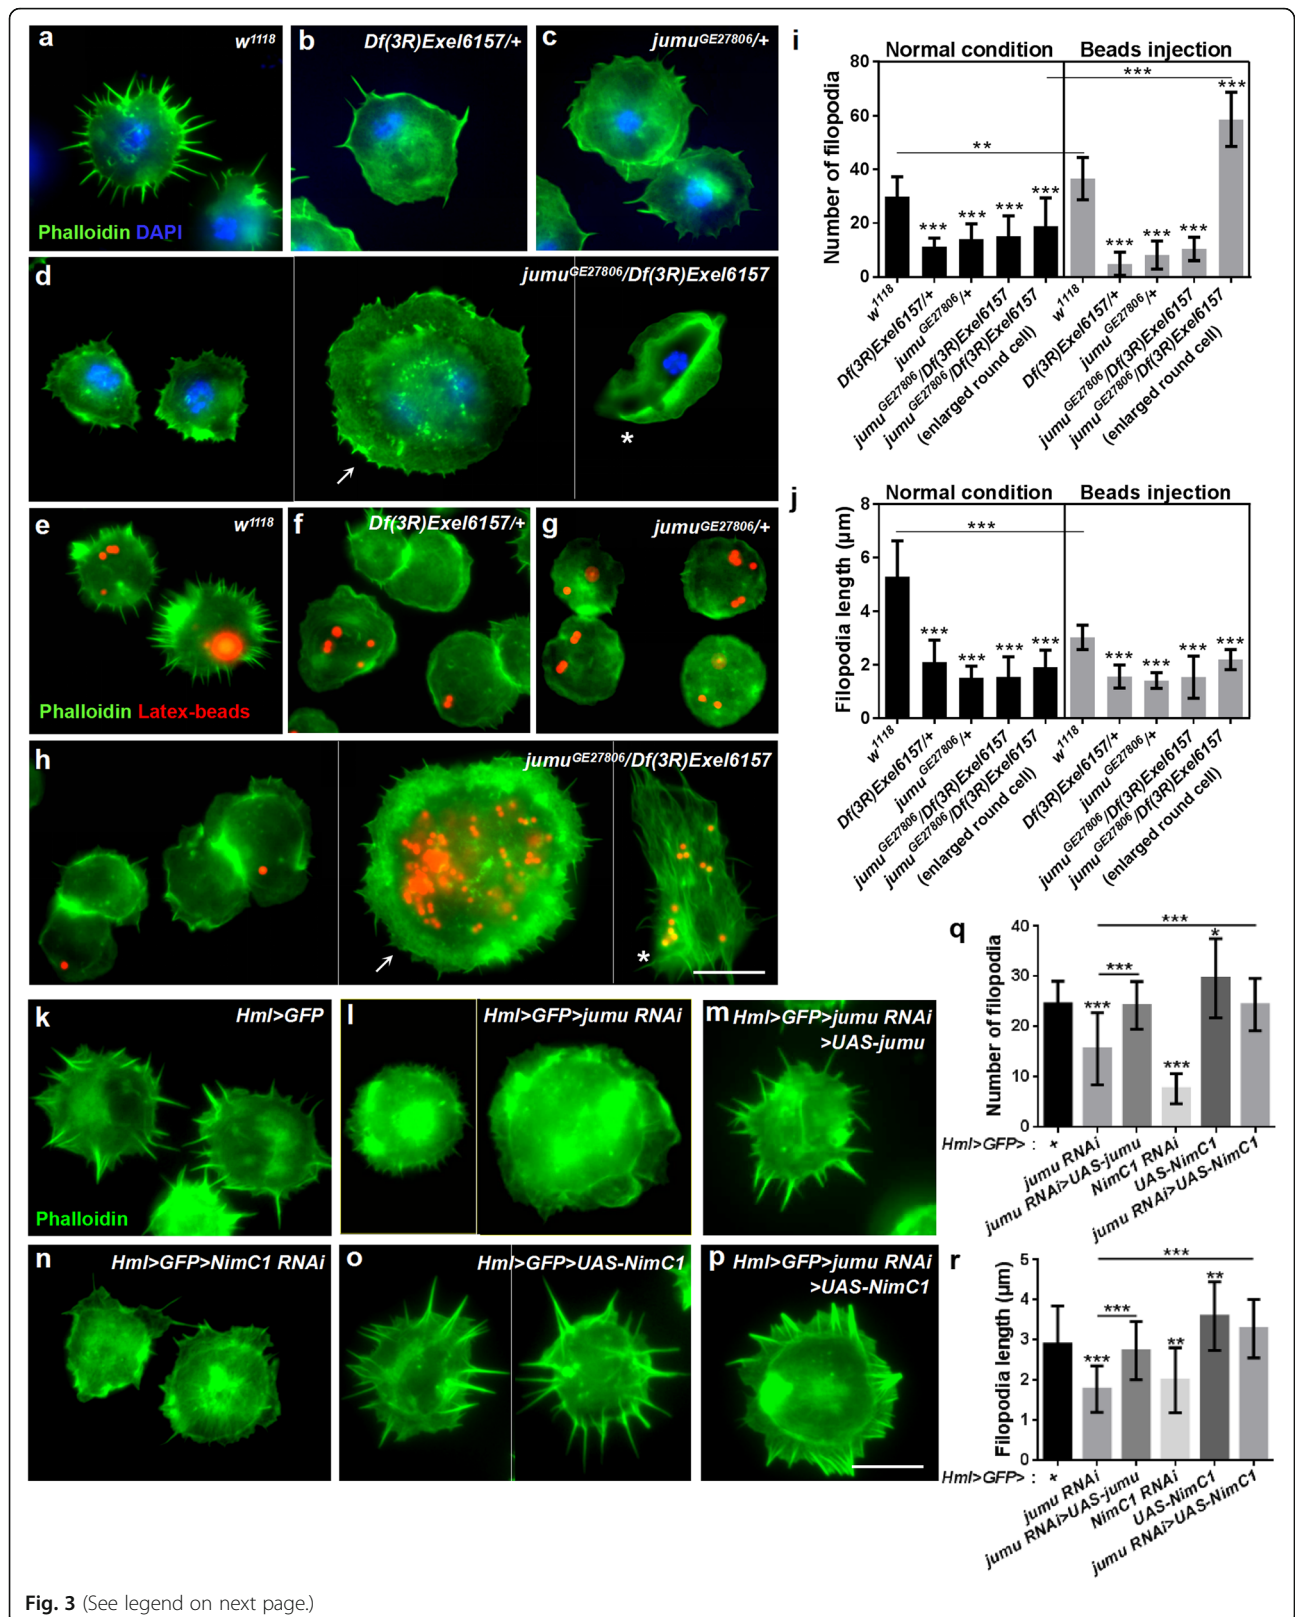 a
w1118
Phalloidin DAPI
b
Df(3R)Exel6157/+
c
jumuGE27806/+
d
jumuGE27806/Df(3R)Exel6157
*
e
w1118
Phalloidin Latex-beads
f
Df(3R)Exel6157/+
g
jumuGE27806/+
h
jumuGE27806/Df(3R)Exel6157
*
i
Normal condition
Beads injection
Number of filopodia
80
60
40
20
0
**
***
***
***
***
***
***
***
***
***
w1118
Df(3R)Exel6157/+
jumuGE27806/+
jumuGE27806/Df(3R)Exel6157
jumuGE27806/Df(3R)Exel6157
(enlarged round cell)
w1118
Df(3R)Exel6157/+
jumuGE27806/+
jumuGE27806/Df(3R)Exel6157
jumuGE27806/Df(3R)Exel6157
(enlarged round cell)
j
Normal condition
Beads injection
Filopodia length (μm)
8
6
4
2
0
***
***
***
***
***
***
***
***
***
w1118
Df(3R)Exel6157/+
jumuGE27806/+
jumuGE27806/Df(3R)Exel6157
jumuGE27806/Df(3R)Exel6157
(enlarged round cell)
w1118
Df(3R)Exel6157/+
jumuGE27806/+
jumuGE27806/Df(3R)Exel6157
jumuGE27806/Df(3R)Exel6157
(enlarged round cell)
k
Hml>GFP
Phalloidin
l
Hml>GFP>jumu RNAi
m
Hml>GFP>jumu RNAi
>UAS-jumu
n
Hml>GFP>NimC1 RNAi
o
Hml>GFP>UAS-NimC1
p
Hml>GFP>jumu RNAi
>UAS-NimC1
q
Number of filopodia
40
30
20
10
0
***
***
***
***
*
Hml>GFP> :
+
jumu RNAi
jumu RNAi>UAS-jumu
NimC1 RNAi
UAS-NimC1
jumu RNAi>UAS-NimC1
r
Filopodia length (μm)
5
4
3
2
1
0
***
***
***
**
**
Hml>GFP> :
+
jumu RNAi
jumu RNAi>UAS-jumu
NimC1 RNAi
UAS-NimC1
jumu RNAi>UAS-NimC1
Fig. 3 (See legend on next page.)